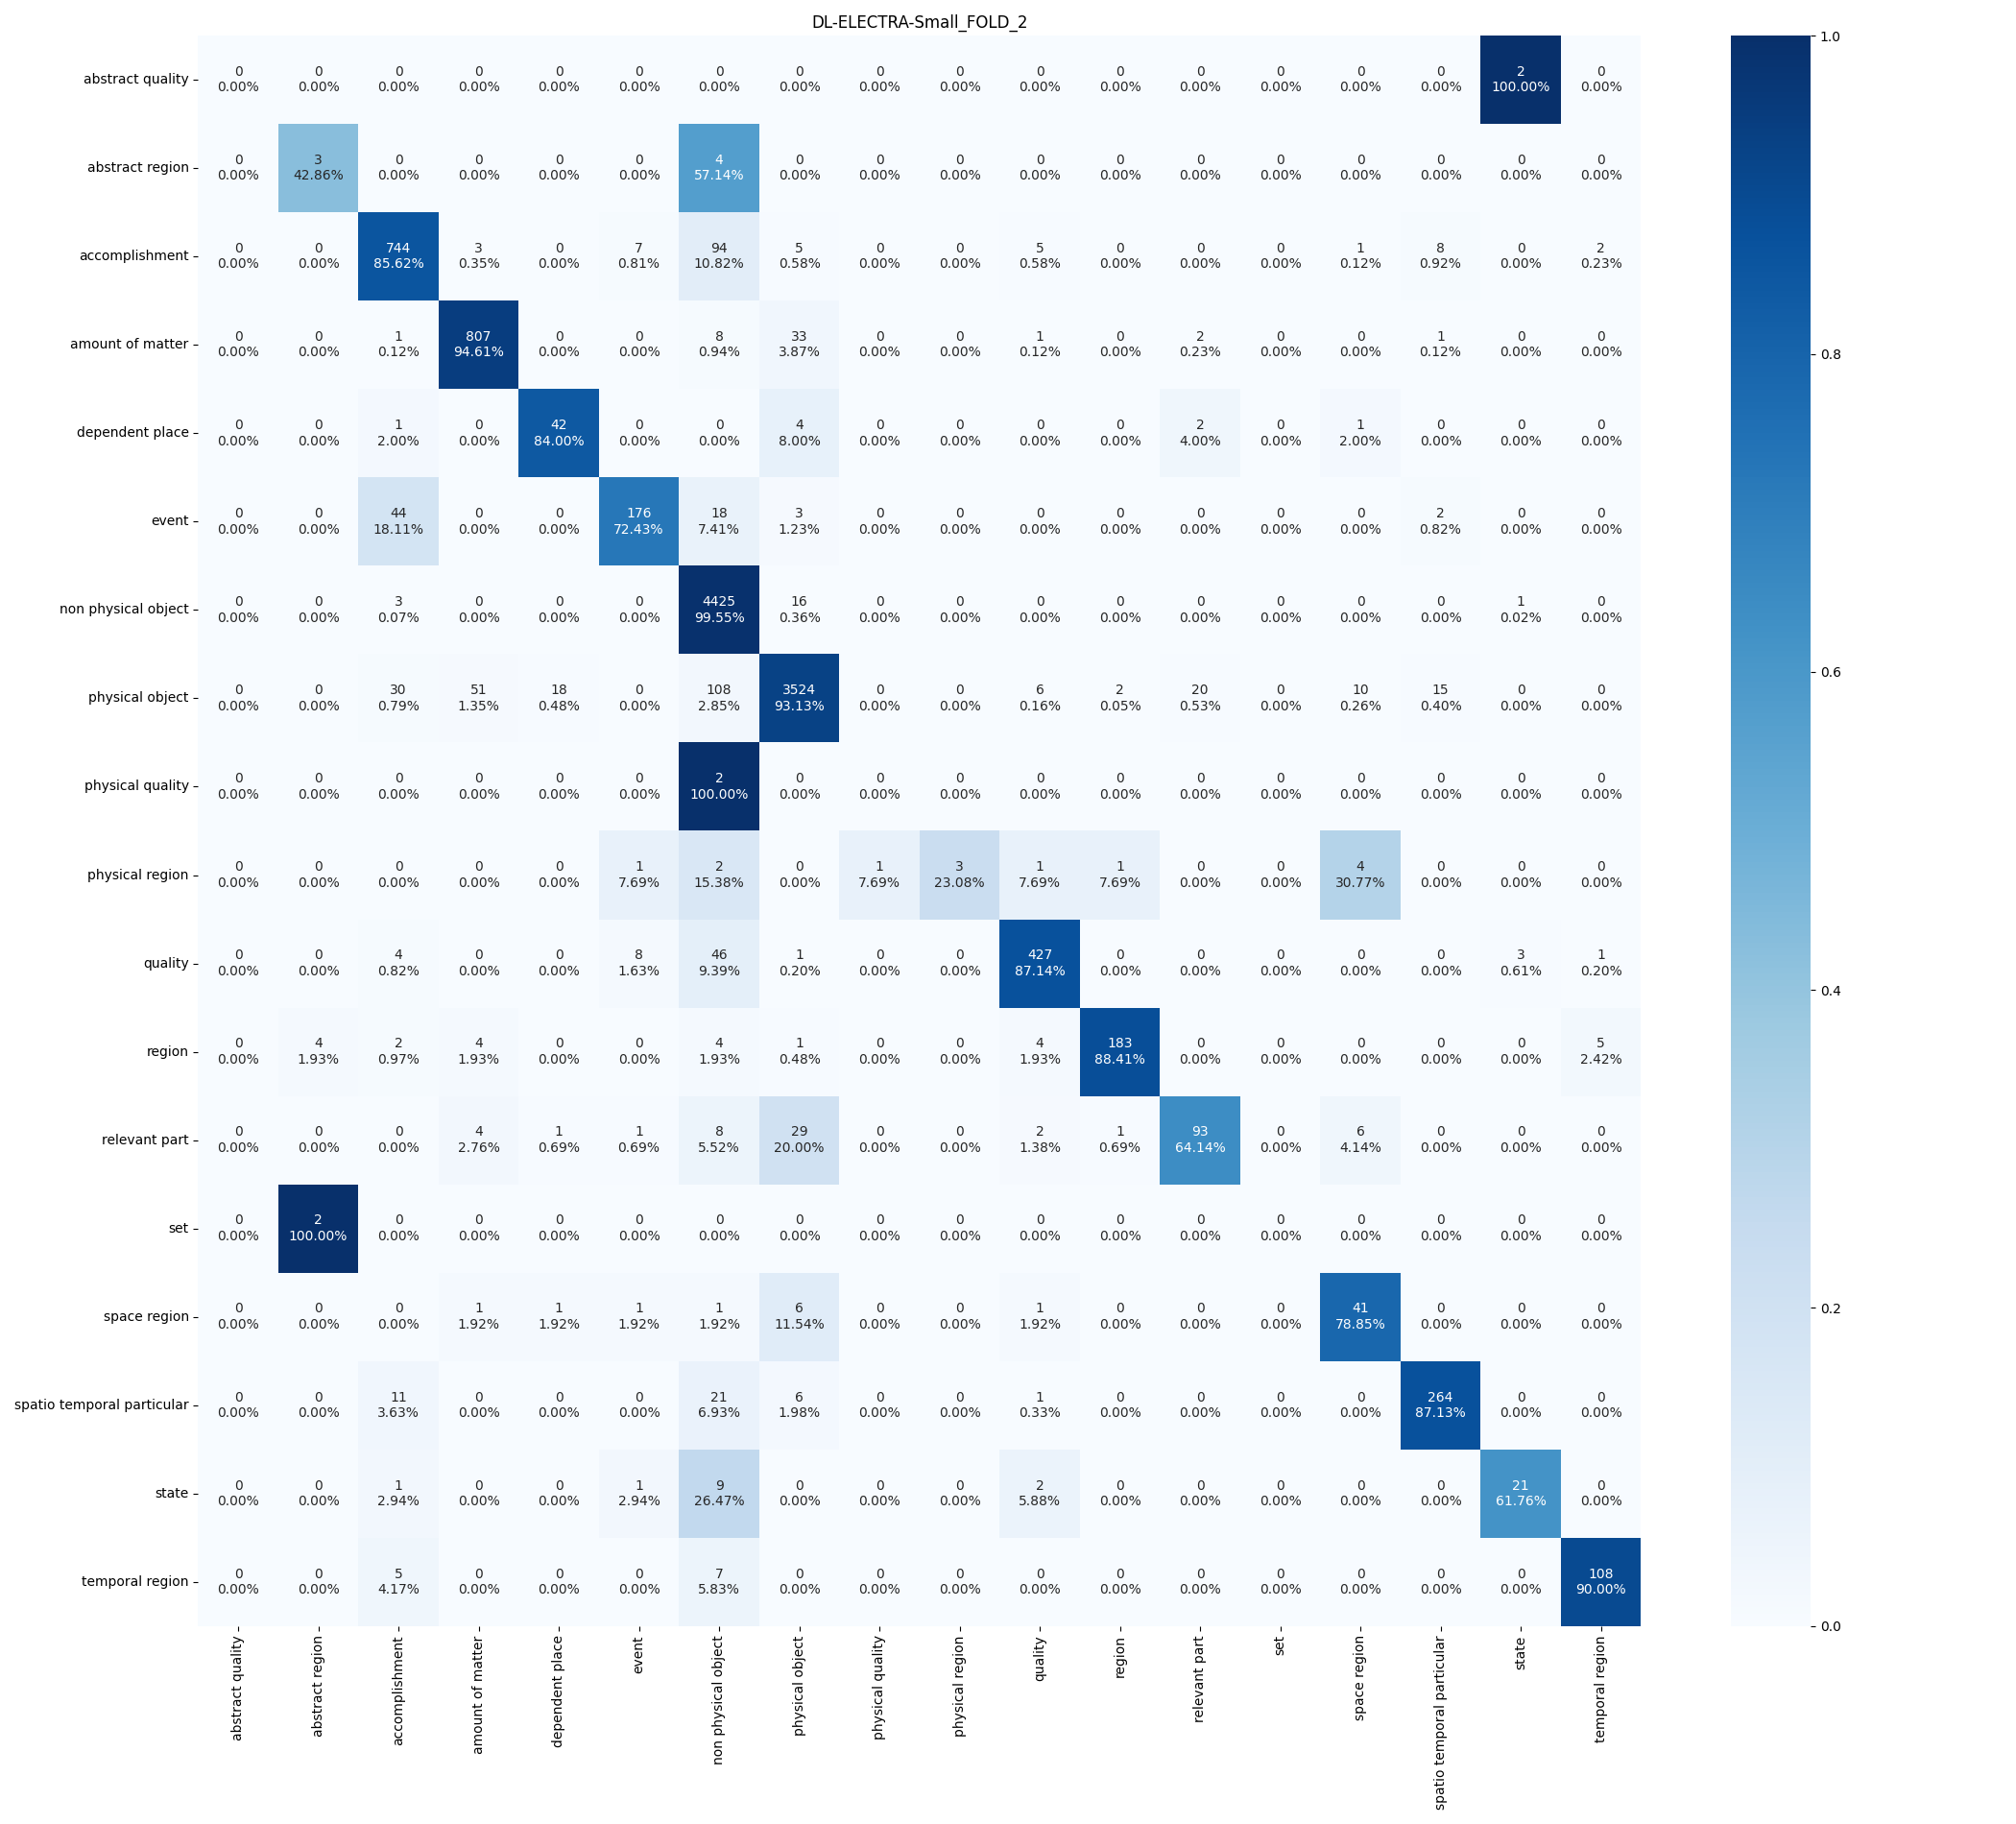 DL-ELECTRA-Small_FOLD_2
abstract quality 0 0 0 0 0 0 0 0 0 0 0 0 0 0 0 0 2 0
0.00% 0.00% 0.00% 0.00% 0.00% 0.00% 0.00% 0.00% 0.00% 0.00% 0.00% 0.00% 0.00% 0.00% 0.00% 0.00% 100.00% 0.00%
abstract region 0 3 0 0 0 0 4 0 0 0 0 0 0 0 0 0 0 0
0.00% 42.86% 0.00% 0.00% 0.00% 0.00% 57.14% 0.00% 0.00% 0.00% 0.00% 0.00% 0.00% 0.00% 0.00% 0.00% 0.00% 0.00%
accomplishment 0 0 744 3 0 7 94 5 0 0 5 0 0 0 1 8 0 2
0.00% 0.00% 85.62% 0.35% 0.00% 0.81% 10.82% 0.58% 0.00% 0.00% 0.58% 0.00% 0.00% 0.00% 0.12% 0.92% 0.00% 0.23%
amount of matter 0 0 1 807 0 0 8 33 0 0 1 0 2 0 0 1 0 0
0.00% 0.00% 0.12% 94.61% 0.00% 0.00% 0.94% 3.87% 0.00% 0.00% 0.12% 0.00% 0.23% 0.00% 0.00% 0.12% 0.00% 0.00%
dependent place 0 0 1 0 42 0 0 4 0 0 0 0 2 0 1 0 0 0
0.00% 0.00% 2.00% 0.00% 84.00% 0.00% 0.00% 8.00% 0.00% 0.00% 0.00% 0.00% 4.00% 0.00% 2.00% 0.00% 0.00% 0.00%
event 0 0 44 0 0 176 18 3 0 0 0 0 0 0 0 2 0 0
0.00% 0.00% 18.11% 0.00% 0.00% 72.43% 7.41% 1.23% 0.00% 0.00% 0.00% 0.00% 0.00% 0.00% 0.00% 0.82% 0.00% 0.00%
non physical object 0 0 3 0 0 0 4425 16 0 0 0 0 0 0 0 0 1 0
0.00% 0.00% 0.07% 0.00% 0.00% 0.00% 99.55% 0.36% 0.00% 0.00% 0.00% 0.00% 0.00% 0.00% 0.00% 0.00% 0.02% 0.00%
physical object 0 0 30 51 18 0 108 3524 0 0 6 2 20 0 10 15 0 0
0.00% 0.00% 0.79% 1.35% 0.48% 0.00% 2.85% 93.13% 0.00% 0.00% 0.16% 0.05% 0.53% 0.00% 0.26% 0.40% 0.00% 0.00%
physical quality 0 0 0 0 0 0 2 0 0 0 0 0 0 0 0 0 0 0
0.00% 0.00% 0.00% 0.00% 0.00% 0.00% 100.00% 0.00% 0.00% 0.00% 0.00% 0.00% 0.00% 0.00% 0.00% 0.00% 0.00% 0.00%
physical region 0 0 0 0 0 1 2 0 1 3 1 1 0 0 4 0 0 0
0.00% 0.00% 0.00% 0.00% 0.00% 7.69% 15.38% 0.00% 7.69% 23.08% 7.69% 7.69% 0.00% 0.00% 30.77% 0.00% 0.00% 0.00%
quality 0 0 4 0 0 8 46 1 0 0 427 0 0 0 0 0 3 1
0.00% 0.00% 0.82% 0.00% 0.00% 1.63% 9.39% 0.20% 0.00% 0.00% 87.14% 0.00% 0.00% 0.00% 0.00% 0.00% 0.61% 0.20%
region 0 4 2 4 0 0 4 1 0 0 4 183 0 0 0 0 0 5
0.00% 1.93% 0.97% 1.93% 0.00% 0.00% 1.93% 0.48% 0.00% 0.00% 1.93% 88.41% 0.00% 0.00% 0.00% 0.00% 0.00% 2.42%
relevant part 0 0 0 4 1 1 8 29 0 0 2 1 93 0 6 0 0 0
0.00% 0.00% 0.00% 2.76% 0.69% 0.69% 5.52% 20.00% 0.00% 0.00% 1.38% 0.69% 64.14% 0.00% 4.14% 0.00% 0.00% 0.00%
set 0 2 0 0 0 0 0 0 0 0 0 0 0 0 0 0 0 0
0.00% 100.00% 0.00% 0.00% 0.00% 0.00% 0.00% 0.00% 0.00% 0.00% 0.00% 0.00% 0.00% 0.00% 0.00% 0.00% 0.00% 0.00%
space region 0 0 0 1 1 1 1 6 0 0 1 0 0 0 41 0 0 0
0.00% 0.00% 0.00% 1.92% 1.92% 1.92% 1.92% 11.54% 0.00% 0.00% 1.92% 0.00% 0.00% 0.00% 78.85% 0.00% 0.00% 0.00%
spatio temporal particular 0 0 11 0 0 0 21 6 0 0 1 0 0 0 0 264 0 0
0.00% 0.00% 3.63% 0.00% 0.00% 0.00% 6.93% 1.98% 0.00% 0.00% 0.33% 0.00% 0.00% 0.00% 0.00% 87.13% 0.00% 0.00%
state 0 0 1 0 0 1 9 0 0 0 2 0 0 0 0 0 21 0
0.00% 0.00% 2.94% 0.00% 0.00% 2.94% 26.47% 0.00% 0.00% 0.00% 5.88% 0.00% 0.00% 0.00% 0.00% 0.00% 61.76% 0.00%
temporal region 0 0 5 0 0 0 7 0 0 0 0 0 0 0 0 0 0 108
0.00% 0.00% 4.17% 0.00% 0.00% 0.00% 5.83% 0.00% 0.00% 0.00% 0.00% 0.00% 0.00% 0.00% 0.00% 0.00% 0.00% 90.00%
abstract quality
abstract region
accomplishment
amount of matter
dependent place
event
non physical object
physical object
physical quality
physical region
quality
region
relevant part
set
space region
spatio temporal particular
state
temporal region
1.0
0.8
0.6
0.4
0.2
0.0